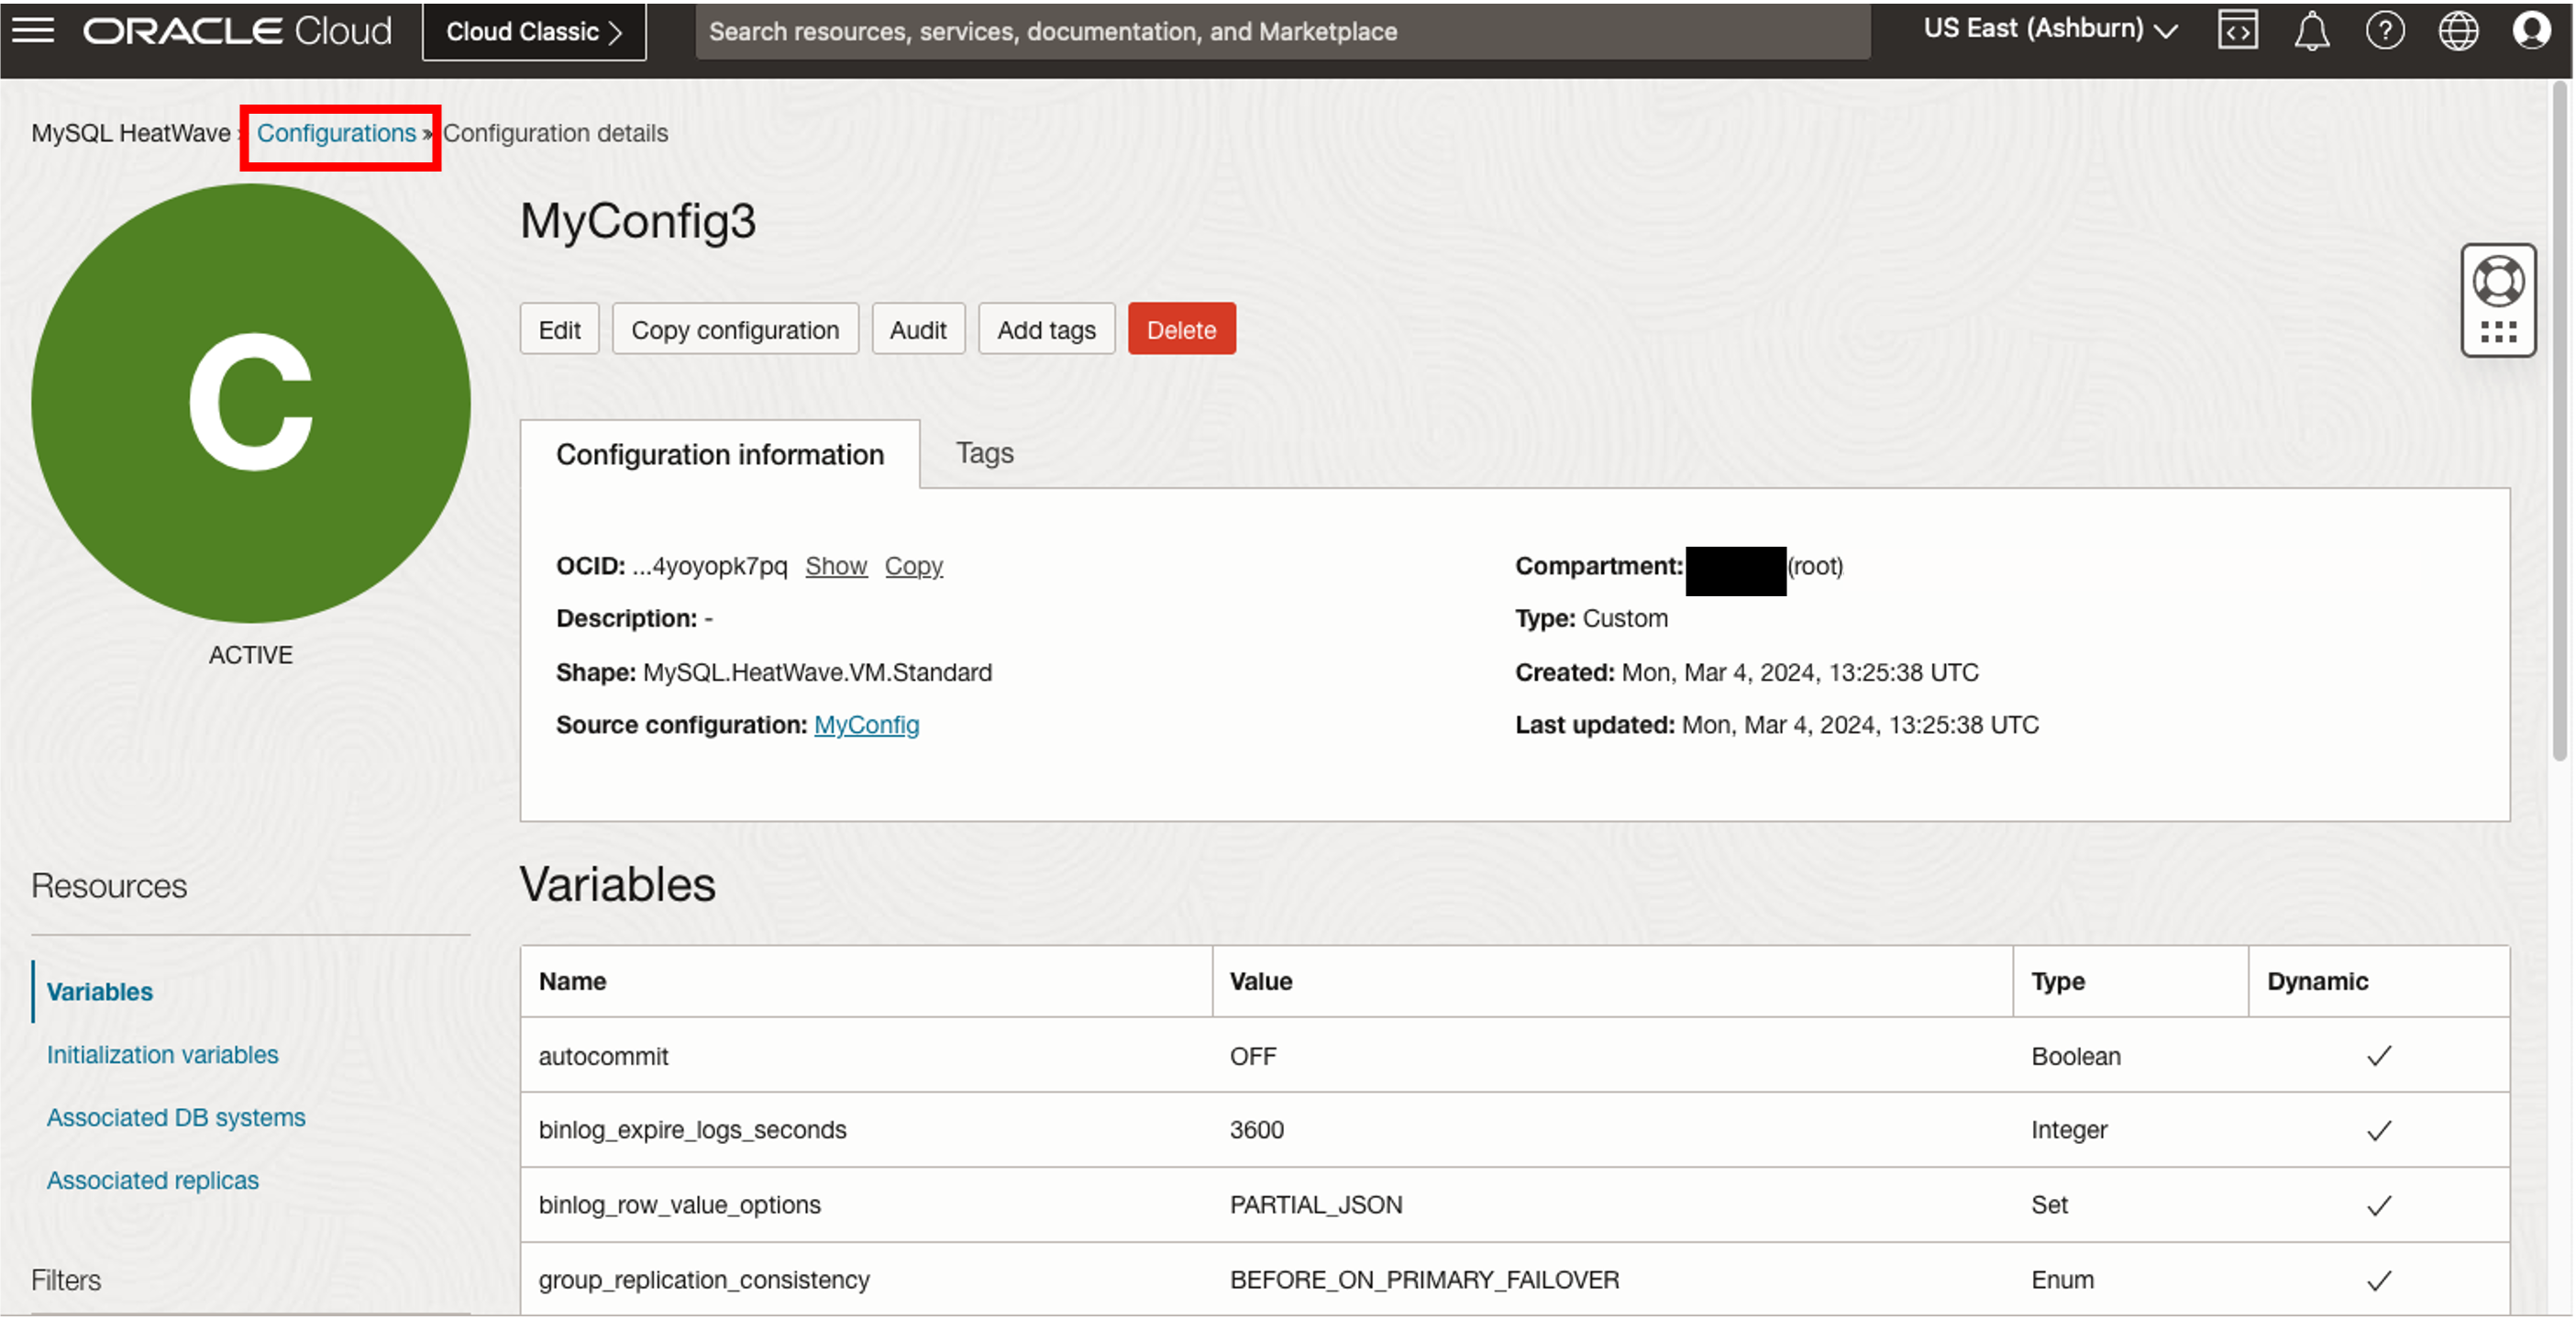 ORACLE Cloud
Cloud Classic >
Search resources, services, documentation, and Marketplace
US East (Ashburn)
MySQL HeatWave » Configurations » Configuration details
C
ACTIVE
MyConfig3
Edit
Copy configuration
Audit
Add tags
Delete
Configuration information
Tags
OCID: ...4yoyopk7pq Show Copy
Description: -
Shape: MySQL.HeatWave.VM.Standard
Source configuration: MyConfig
Compartment: (root)
Type: Custom
Created: Mon, Mar 4, 2024, 13:25:38 UTC
Last updated: Mon, Mar 4, 2024, 13:25:38 UTC
Resources
Variables
Initialization variables
Associated DB systems
Associated replicas
Filters
Variables
Name Value Type Dynamic
autocommit OFF Boolean
binlog_expire_logs_seconds 3600 Integer
binlog_row_value_options PARTIAL_JSON Set
group_replication_consistency BEFORE_ON_PRIMARY_FAILOVER Enum